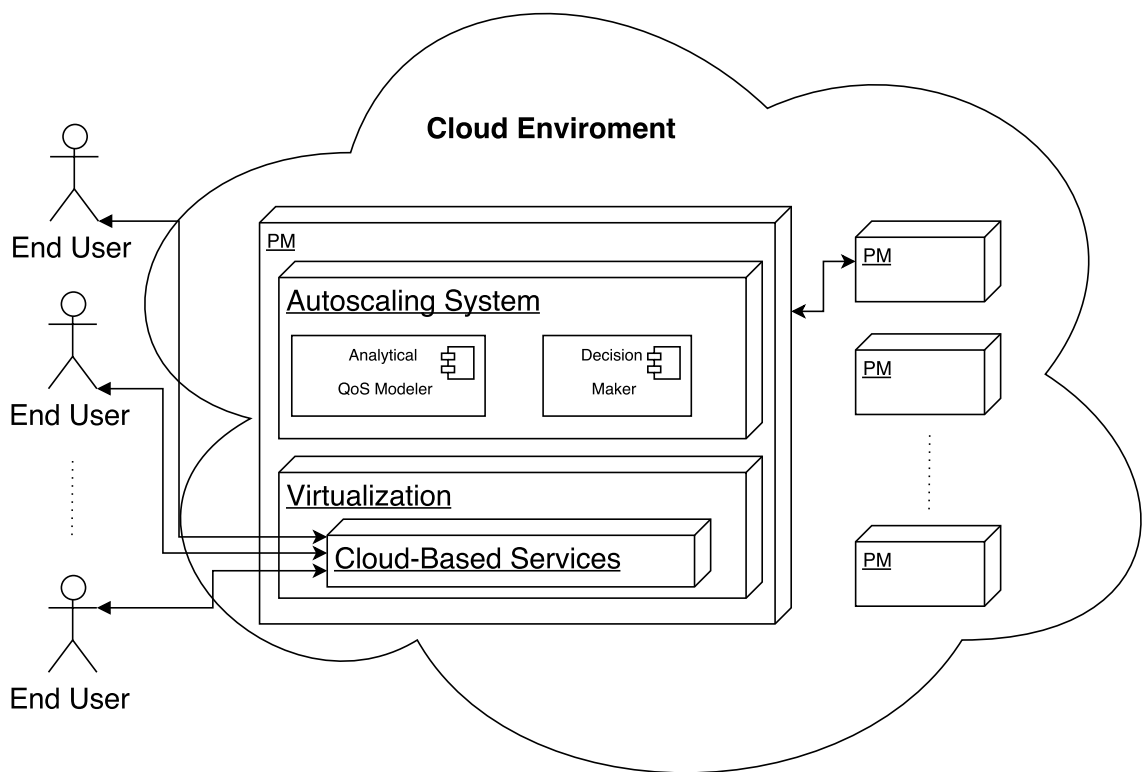 Cloud Enviroment
End User
End User
End User
PM
Autoscaling System
Analytical
QoS Modeler
Decision
Maker
Virtualization
Cloud-Based Services
PM
PM
PM